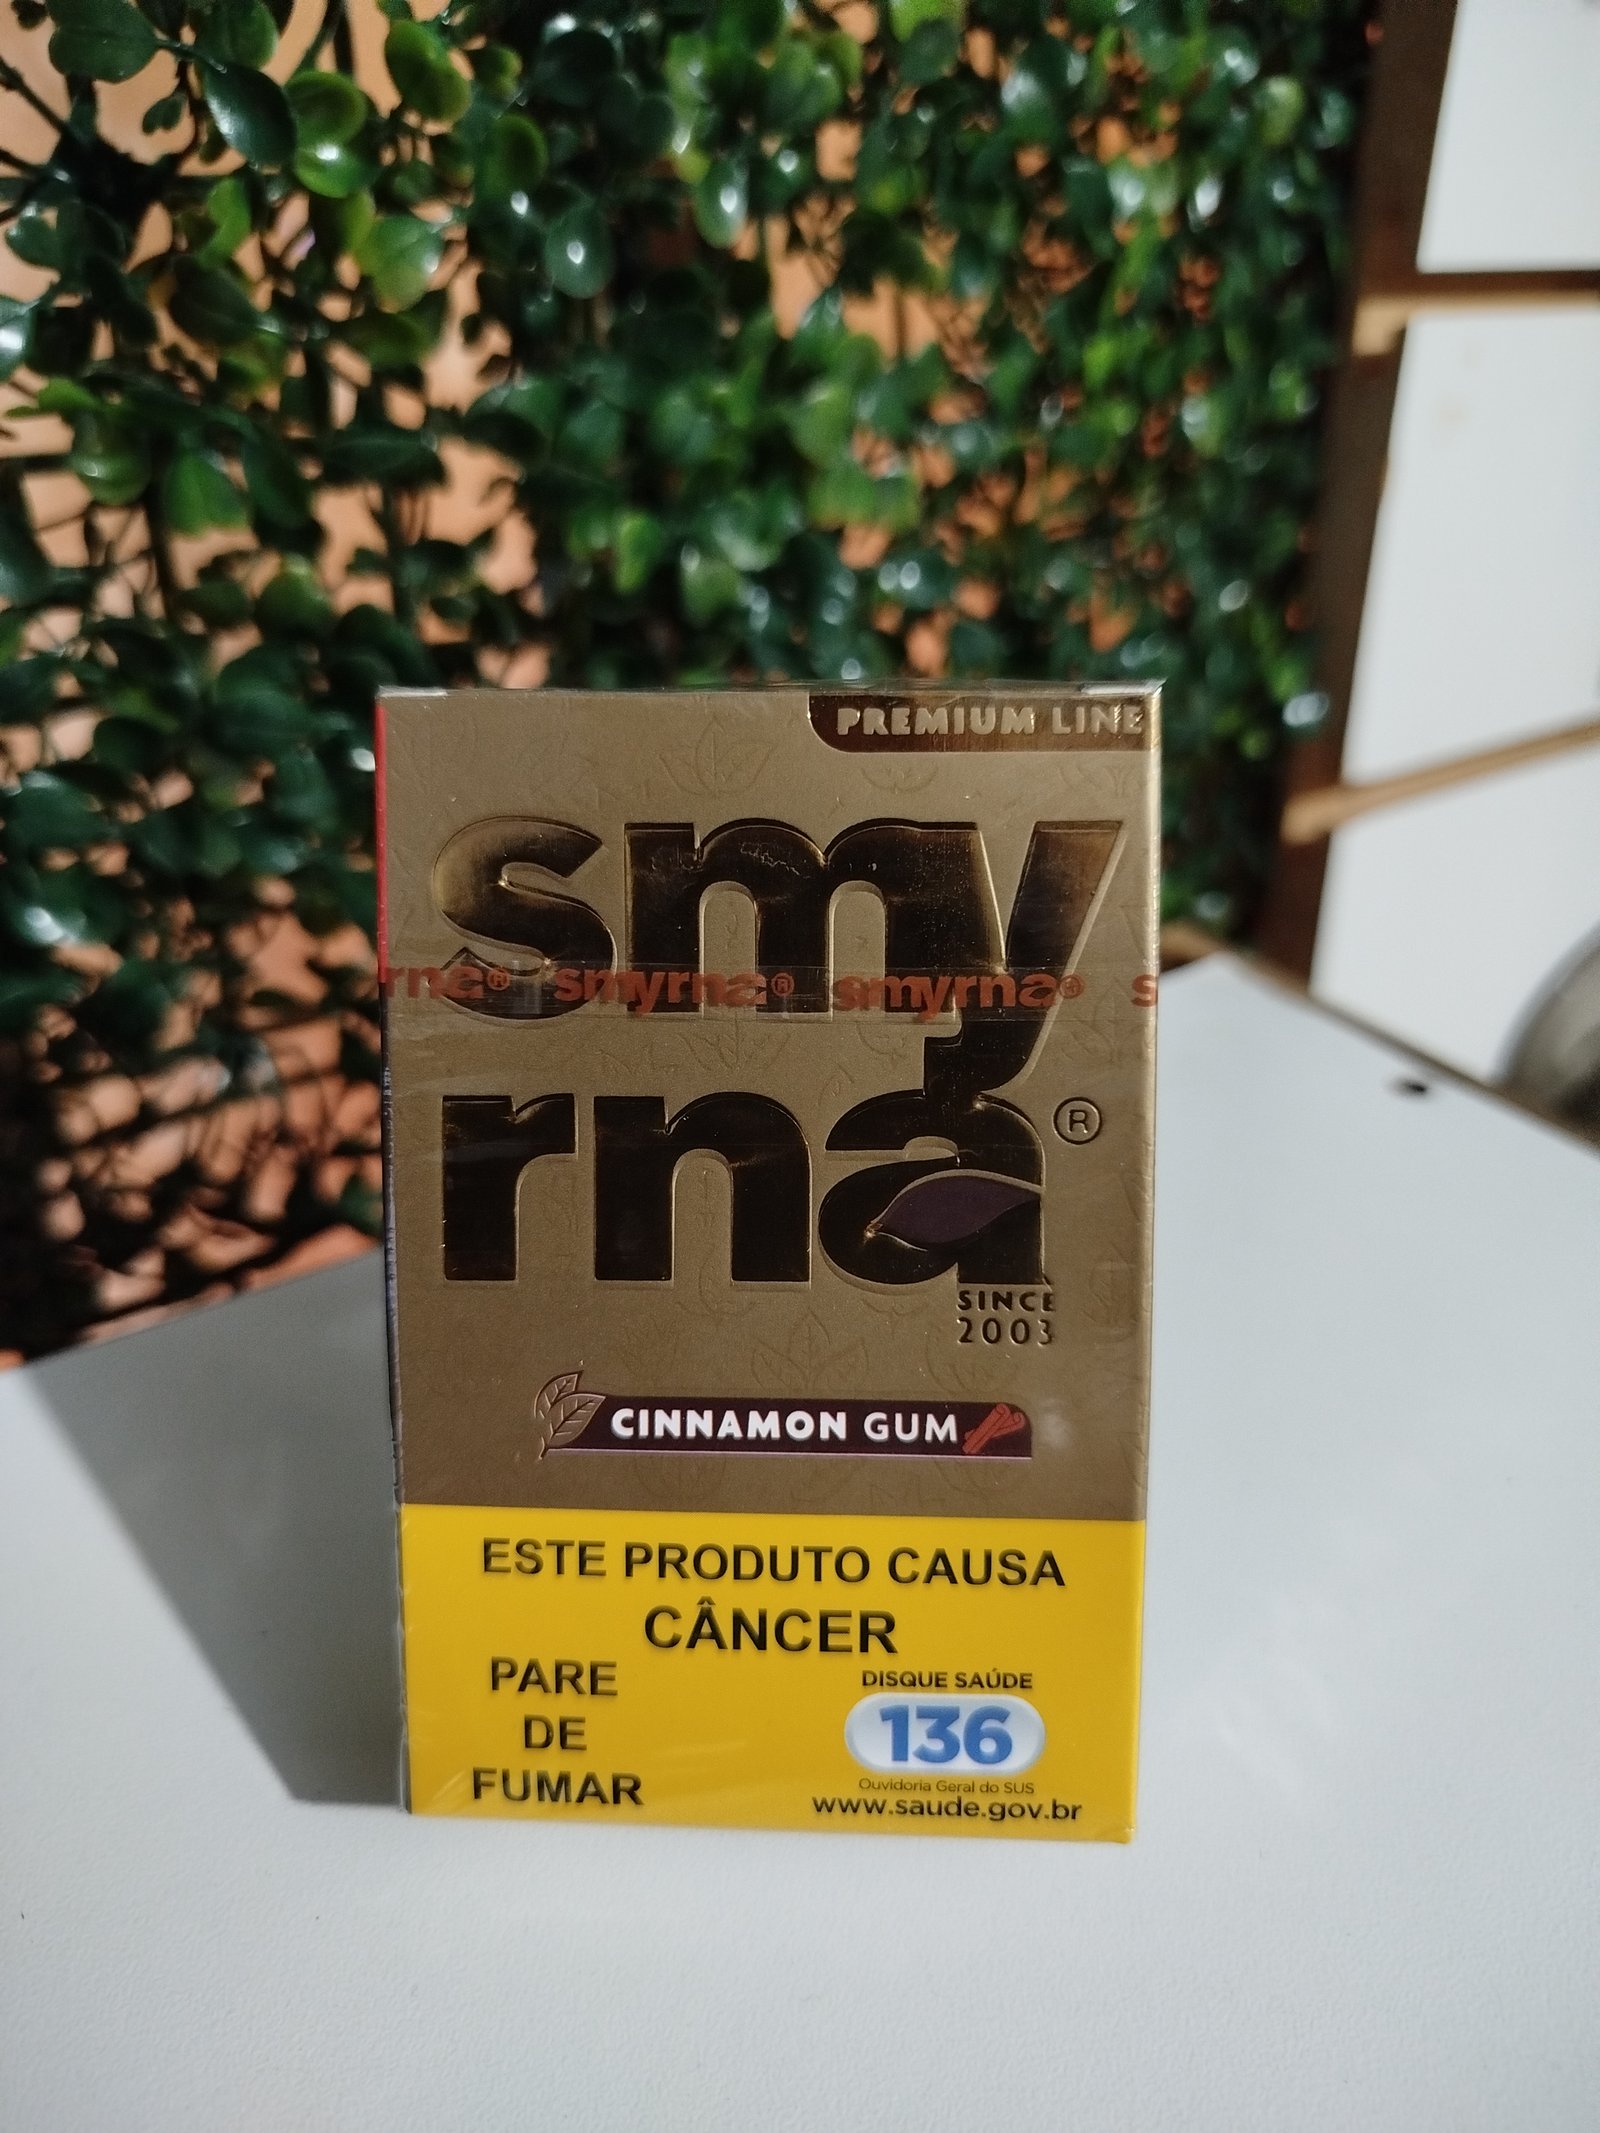 PREMIUM LINE
smy
rna® smyrna® smyrna® s
rna®
SINCE
2003
CINNAMON GUM
ESTE PRODUTO CAUSA
CÂNCER
PARE
DE
FUMAR
DISQUE SAÚDE
136
Ouvidoria Geral do SUS
www.saude.gov.br